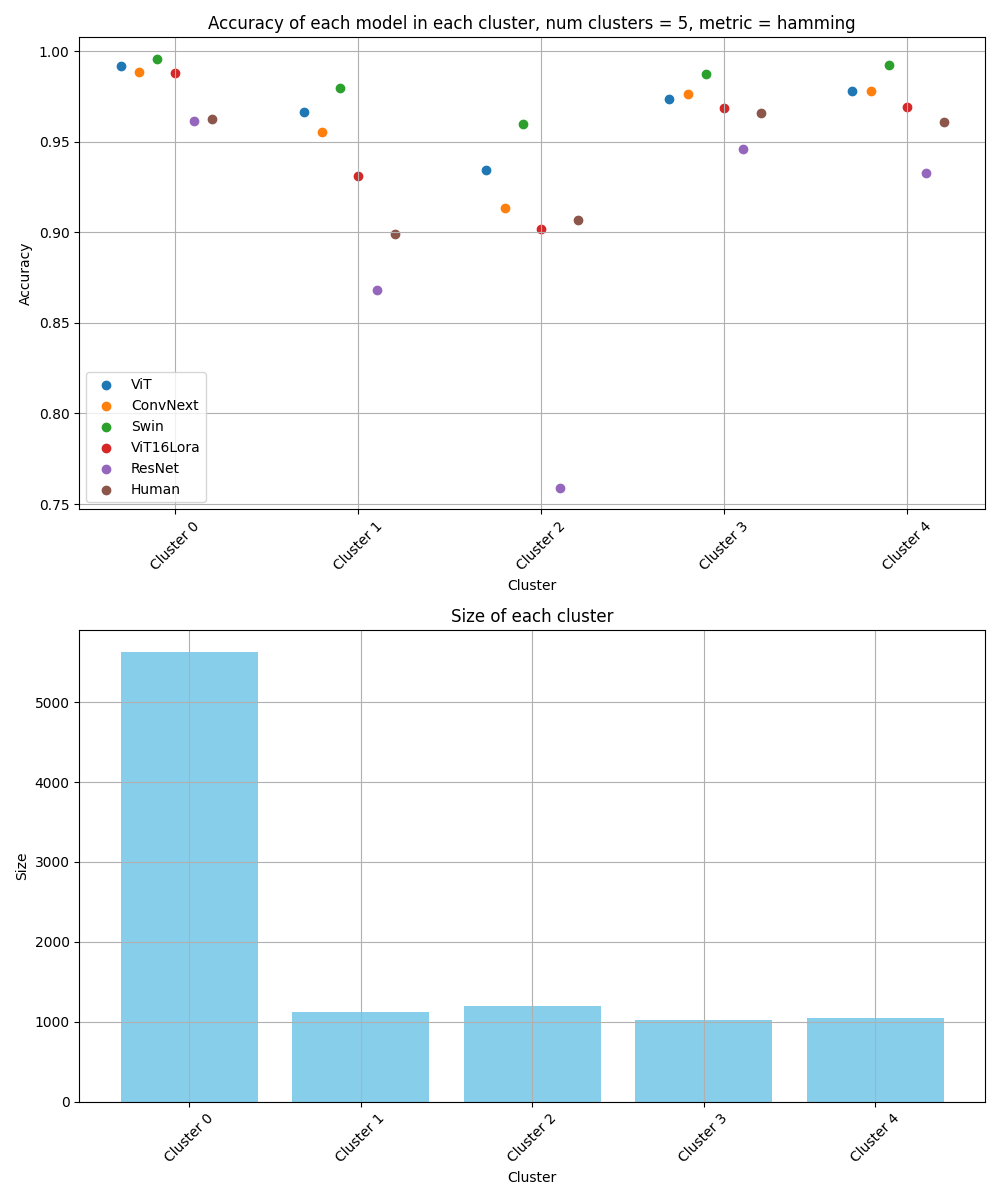 Accuracy of each model in each cluster, num clusters = 5, metric = hamming
1.00
0.95
0.90
0.85
0.80
0.75
Accuracy
ViT
ConvNext
Swin
ViT16Lora
ResNet
Human
Cluster 0
Cluster 1
Cluster 2
Cluster 3
Cluster 4
Cluster
Size of each cluster
5000
4000
3000
2000
1000
0
Size
Cluster 0
Cluster 1
Cluster 2
Cluster 3
Cluster 4
Cluster